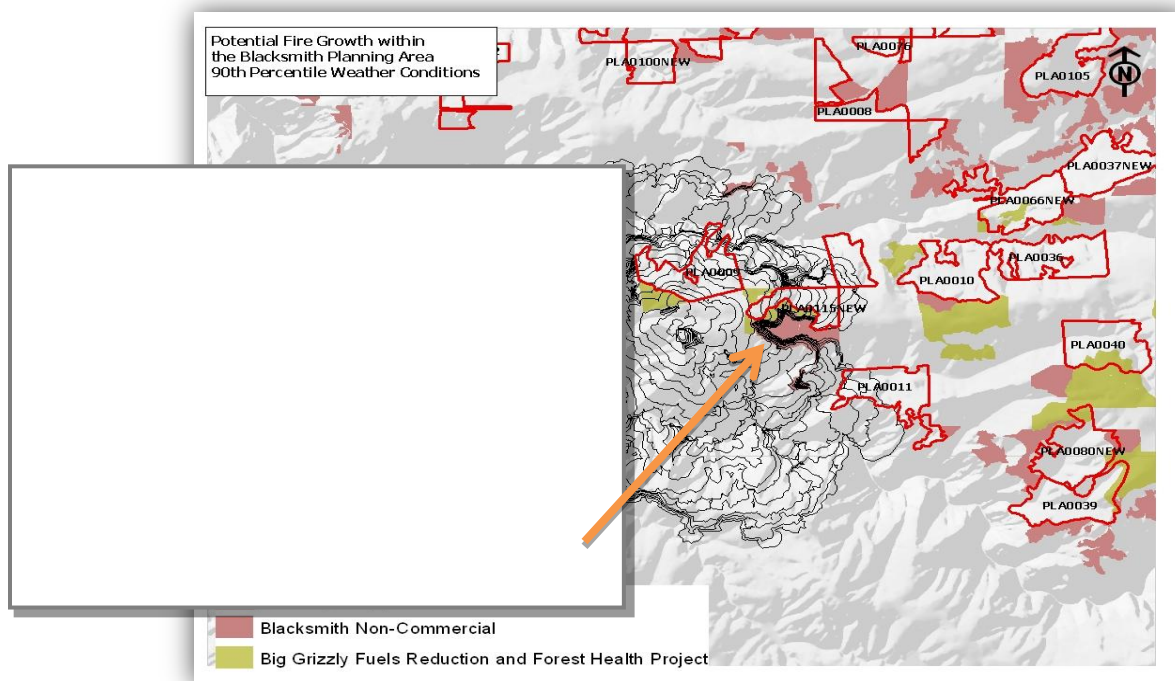 Potential Fire Growth within
the Blacksmith Planning Area
90th Percentile Weather Conditions
PLA0100NEW
PLA0076
PLA0105
N
PLA0008
PLA0037NEW
PLA0066NEW
PLA0009
PLA0010
PLA0036
PLA0115NEW
PLA0040
PLA0011
PLA0080NEW
PLA0039
Blacksmith Non-Commercial
Big Grizzly Fuels Reduction and Forest Health Project